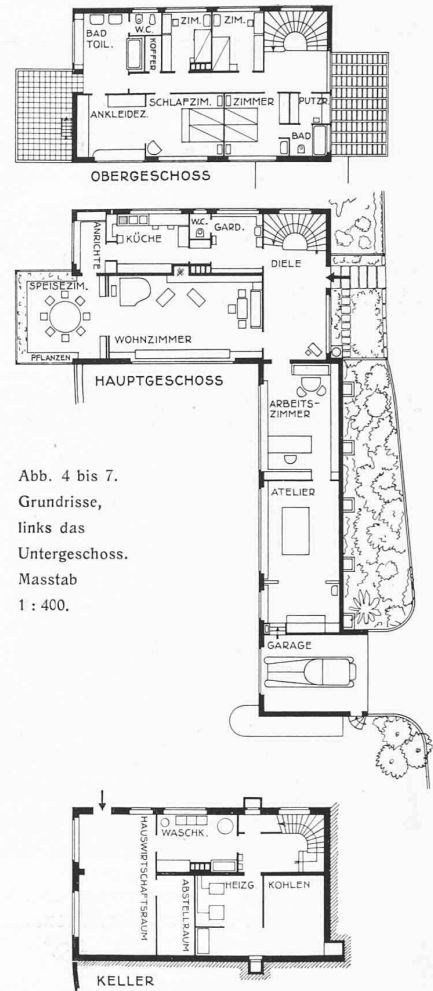 BAD
TOIL.
W.C.
KOFFER
ZIM.
ZIM.
ANKLEIDEZ.
SCHLAFZIM.
ZIMMER
PUTZR.
BAD
OBERGESCHOSS
ANRICHTE
KÜCHE
W.C.
GARD.
DIELE
SPEISEZIM.
WOHNZIMMER
PFLANZEN
HAUPTGESCHOSS
ARBEITS-
ZIMMER
ATELIER
GARAGE
Abb. 4 bis 7.
Grundrisse,
links das
Untergeschoss.
Masstab
1 : 400.
HAUSWIRTSCHAFTSRAUM
WASCHK.
ABSTELLRAUM
HEIZG
KOHLEN
KELLER